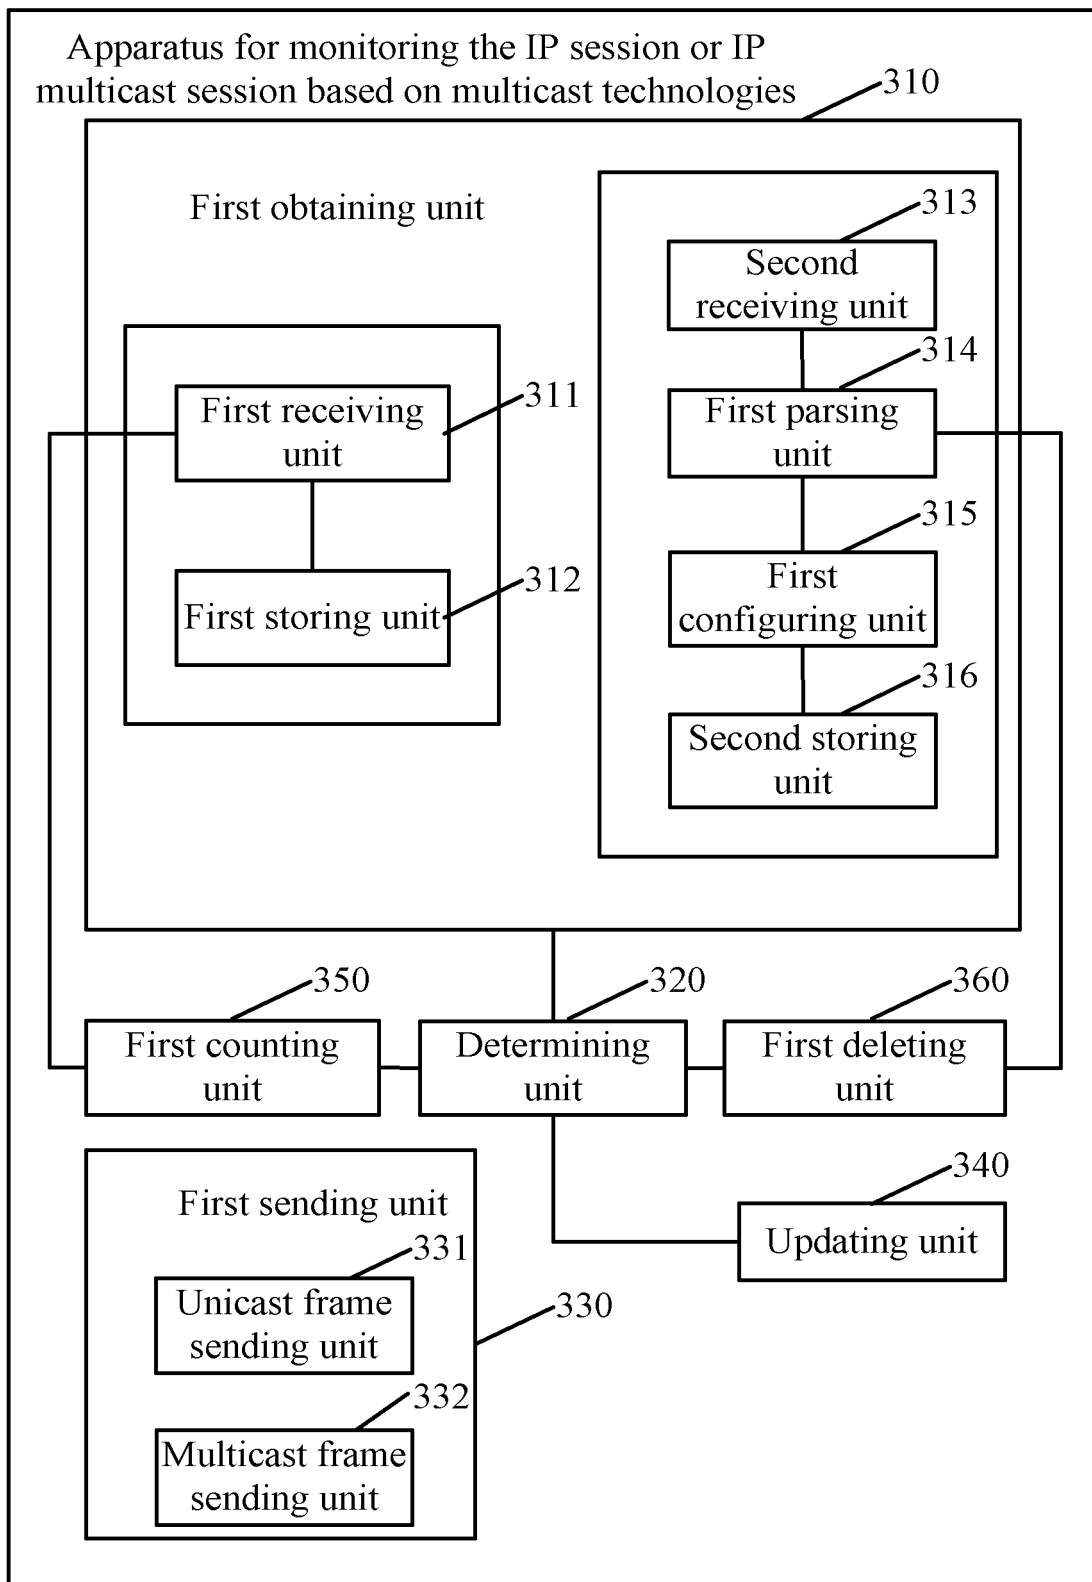 Apparatus for monitoring the IP session or IP
multicast session based on multicast technologies
310
First obtaining unit
313
Second
receiving unit
314
First parsing
unit
311
First receiving
unit
315
First
configuring unit
312
First storing unit
316
Second storing
unit
350
First counting
unit
320
Determining
unit
360
First deleting
unit
340
Updating unit
First sending unit
331
Unicast frame
sending unit
330
332
Multicast frame
sending unit